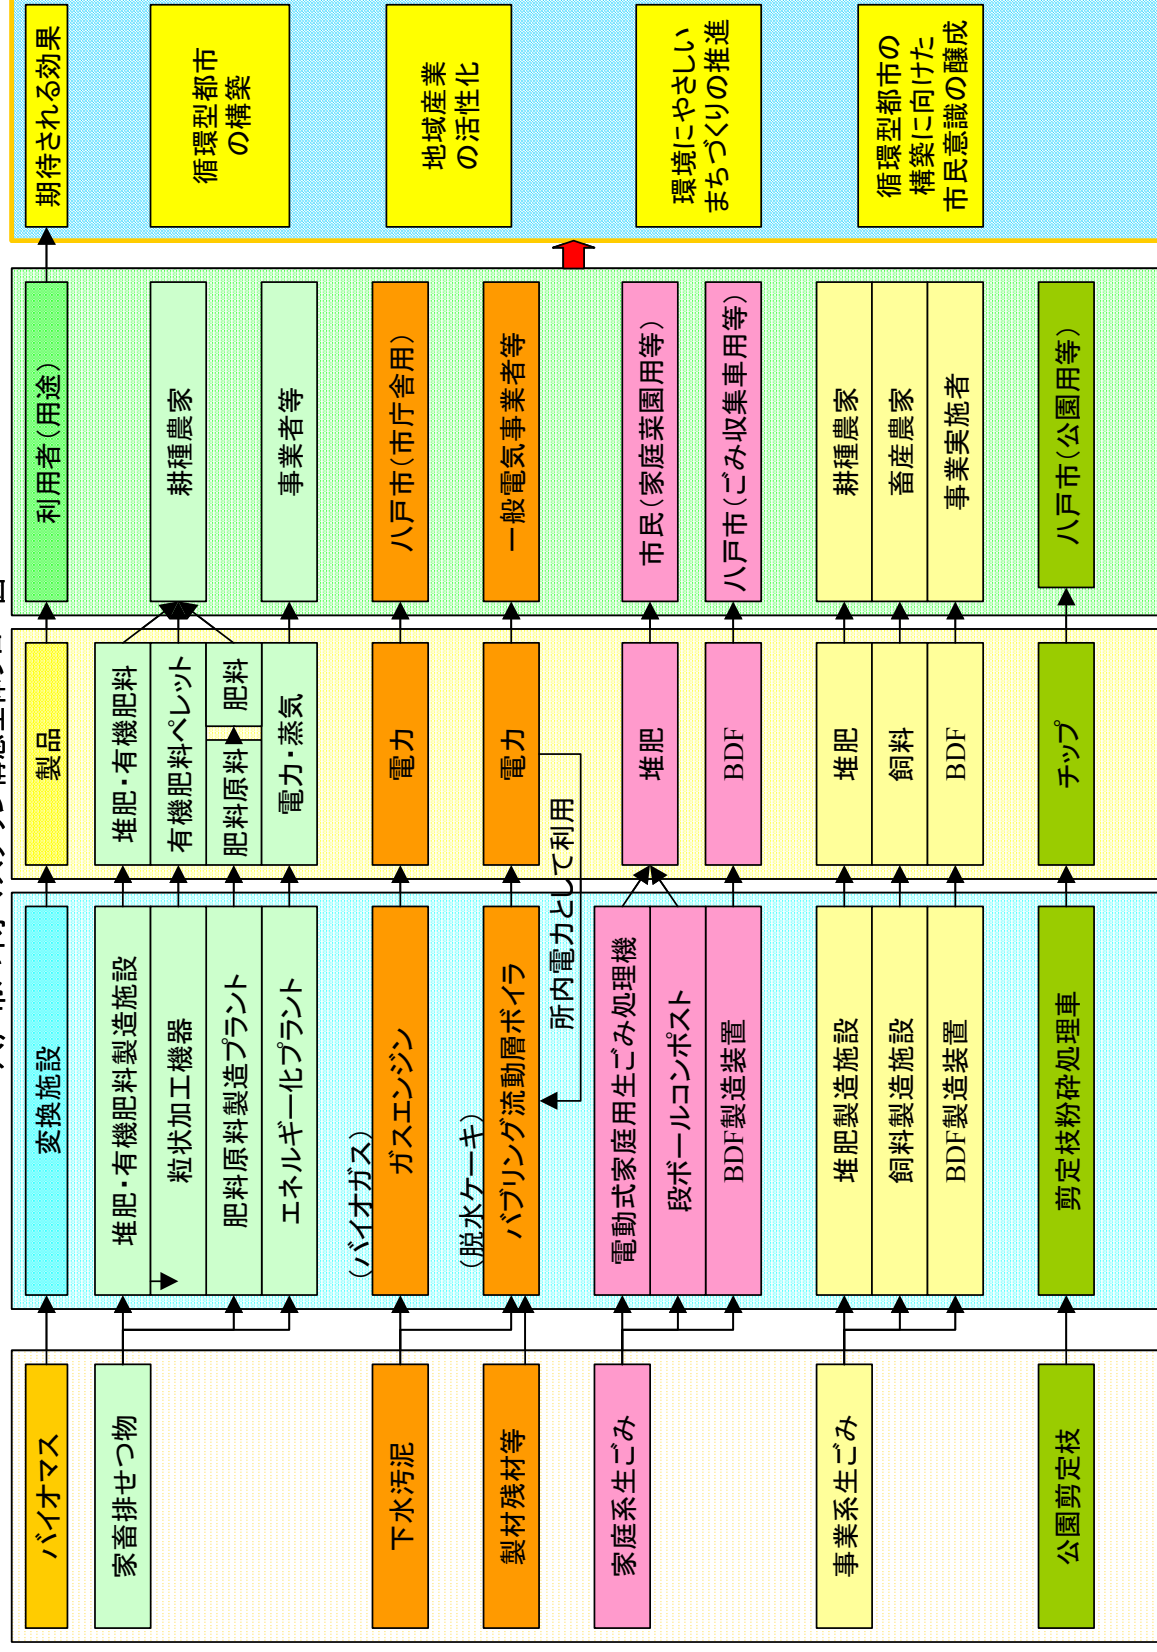 バイオマス
変換施設
製品
利用者（用途）
期待される効果
家畜排せつ物
堆肥・有機肥料製造施設
粒状加工機器
肥料原料製造プラント
エネルギー化プラント
堆肥・有機肥料
有機肥料ペレット
肥料原料
肥料
電力・蒸気
耕種農家
事業者等
循環型都市
の構築
下水汚泥
（バイオガス）
ガスエンジン
電力
八戸市（市庁舎用）
地域産業
の活性化
製材残材等
（脱水ケーキ）
バブリング流動層ボイラ
電力
一般電気事業者等
所内電力として利用
家庭系生ごみ
電動式家庭用生ごみ処理機
段ボールコンポスト
BDF製造装置
堆肥
BDF
市民（家庭菜園用等）
八戸市（ごみ収集車用等）
環境にやさしい
まちづくりの推進
事業系生ごみ
堆肥製造施設
飼料製造施設
BDF製造装置
堆肥
飼料
BDF
耕種農家
畜産農家
事業実施者
循環型都市の
構築に向けた
市民意識の醸成
公園剪定枝
剪定枝粉砕処理車
チップ
八戸市（公園用等）